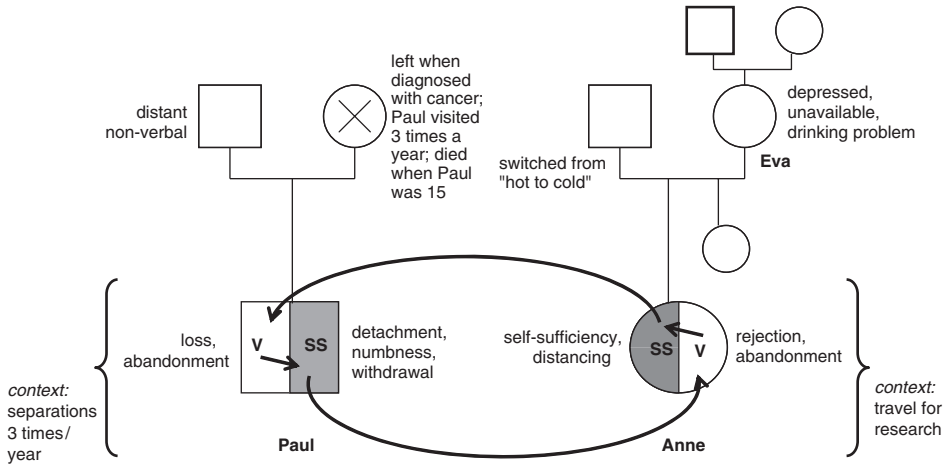 distant
non-verbal
left when
diagnosed
with cancer;
Paul visited
3 times a
year; died
when Paul
was 15
switched from
"hot to cold"
depressed,
unavailable,
drinking problem
Eva
context:
separations
3 times/
year
loss,
abandonment
V
SS
detachment,
numbness,
withdrawal
Paul
self-sufficiency,
distancing
SS
V
rejection,
abandonment
Anne
context:
travel for
research